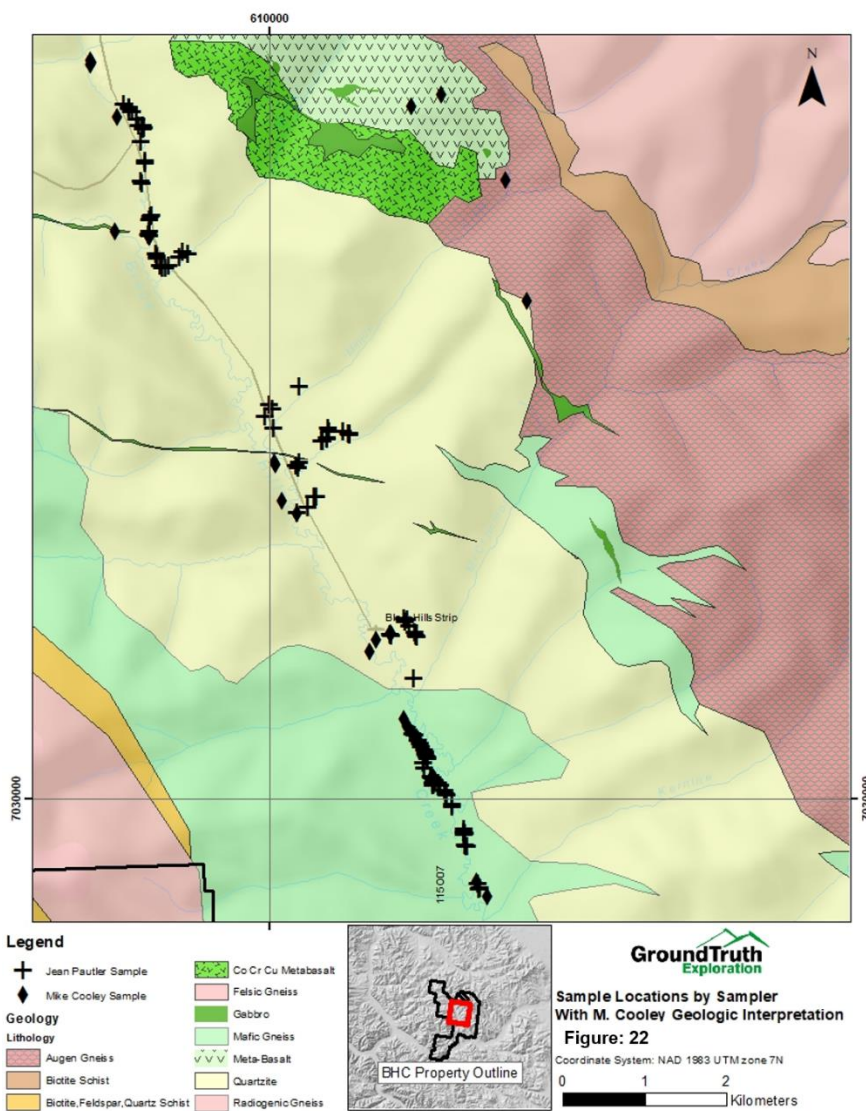 610000
N
Black Hills Strip
7030000
Creek
115O07
Legend
Jean Pautler Sample
Mike Cooley Sample
Geology
Lithology
Augen Gneiss
Biotite Schist
Biotite,Feldspar,Quartz Schist
Co Cr Cu Metabasalt
Felsic Gneiss
Gabbro
Mafic Gneiss
Meta-Basalt
Quartzite
Radiogenic Gneiss
BHC Property Outline
GroundTruth
Exploration
Sample Locations by Sampler
With M. Cooley Geologic Interpretation
Figure: 22
Coordinate System: NAD 1983 UTM zone 7N
0 1 2
Kilometers